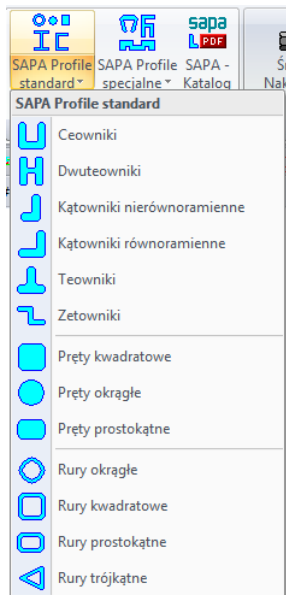 sapa
PDF
SAPA Profile SAPA Profile SAPA -
standard specjalne Katalog
SAPA Profile standard
Ceowniki
Dwuteowniki
Kątowniki nierównoramienne
Kątowniki równoramienne
Teowniki
Zetowniki
Pręty kwadratowe
Pręty okrągłe
Pręty prostokątne
Rury okrągłe
Rury kwadratowe
Rury prostokątne
Rury trójkątne